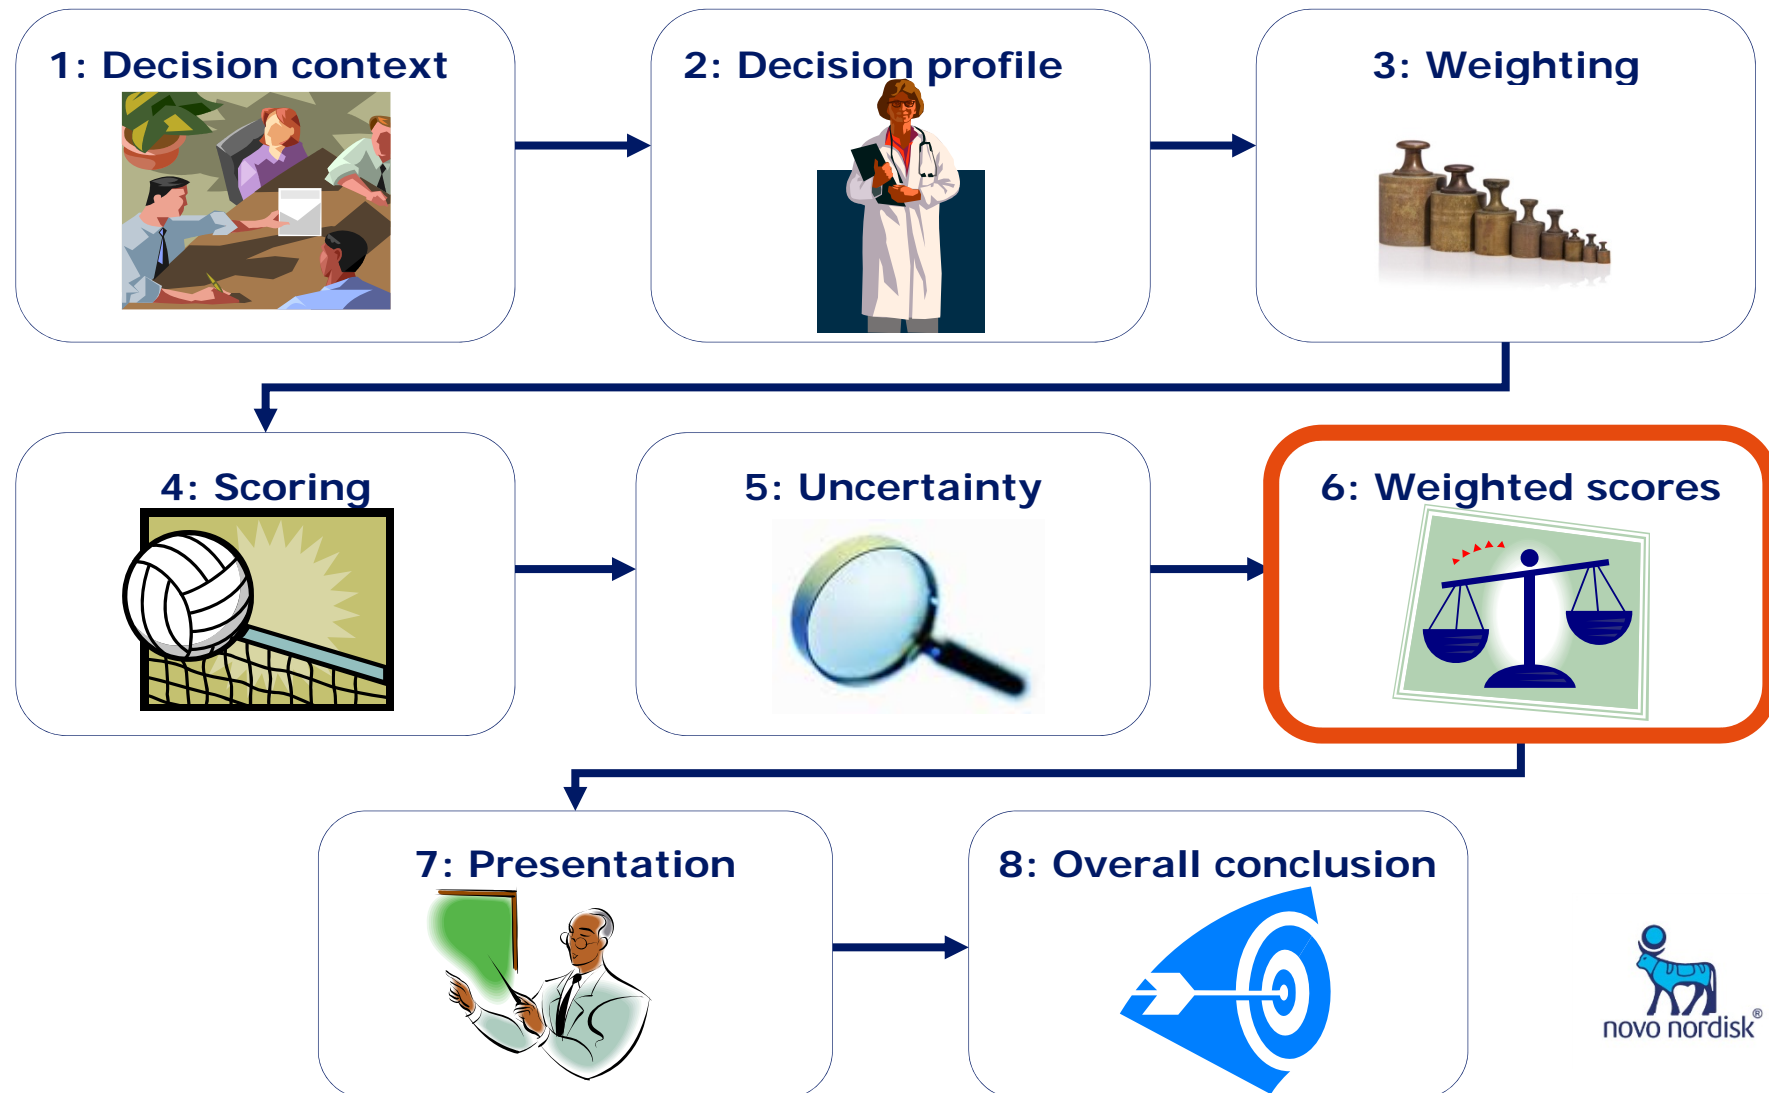 1: Decision context
2: Decision profile
3: Weighting
4: Scoring
5: Uncertainty
6: Weighted scores
7: Presentation
8: Overall conclusion
novo nordisk®